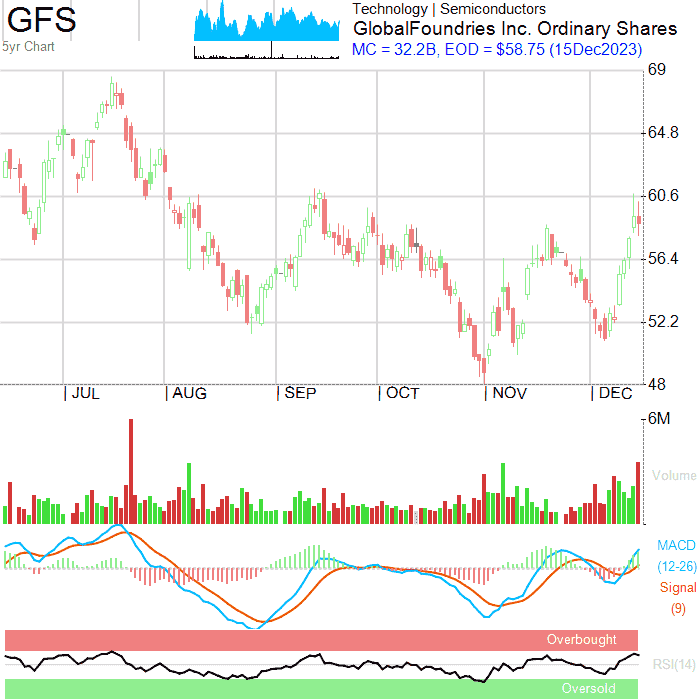 GFS
5yr Chart
Technology | Semiconductors
GlobalFoundries Inc. Ordinary Shares
MC = 32.2B, EOD = $58.75 (15Dec2023)
69
64.8
60.6
56.4
52.2
48
| JUL | AUG | SEP | OCT | NOV | DEC
6M
Volume
MACD
(12-26)
Signal
(9)
Overbought
RSI(14)
Oversold